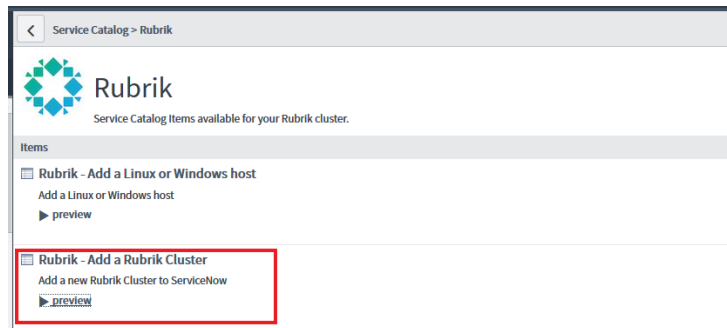 Service Catalog > Rubrik
Rubrik
Service Catalog Items available for your Rubrik cluster.
Items
Rubrik - Add a Linux or Windows host
Add a Linux or Windows host
preview
Rubrik - Add a Rubrik Cluster
Add a new Rubrik Cluster to ServiceNow
preview